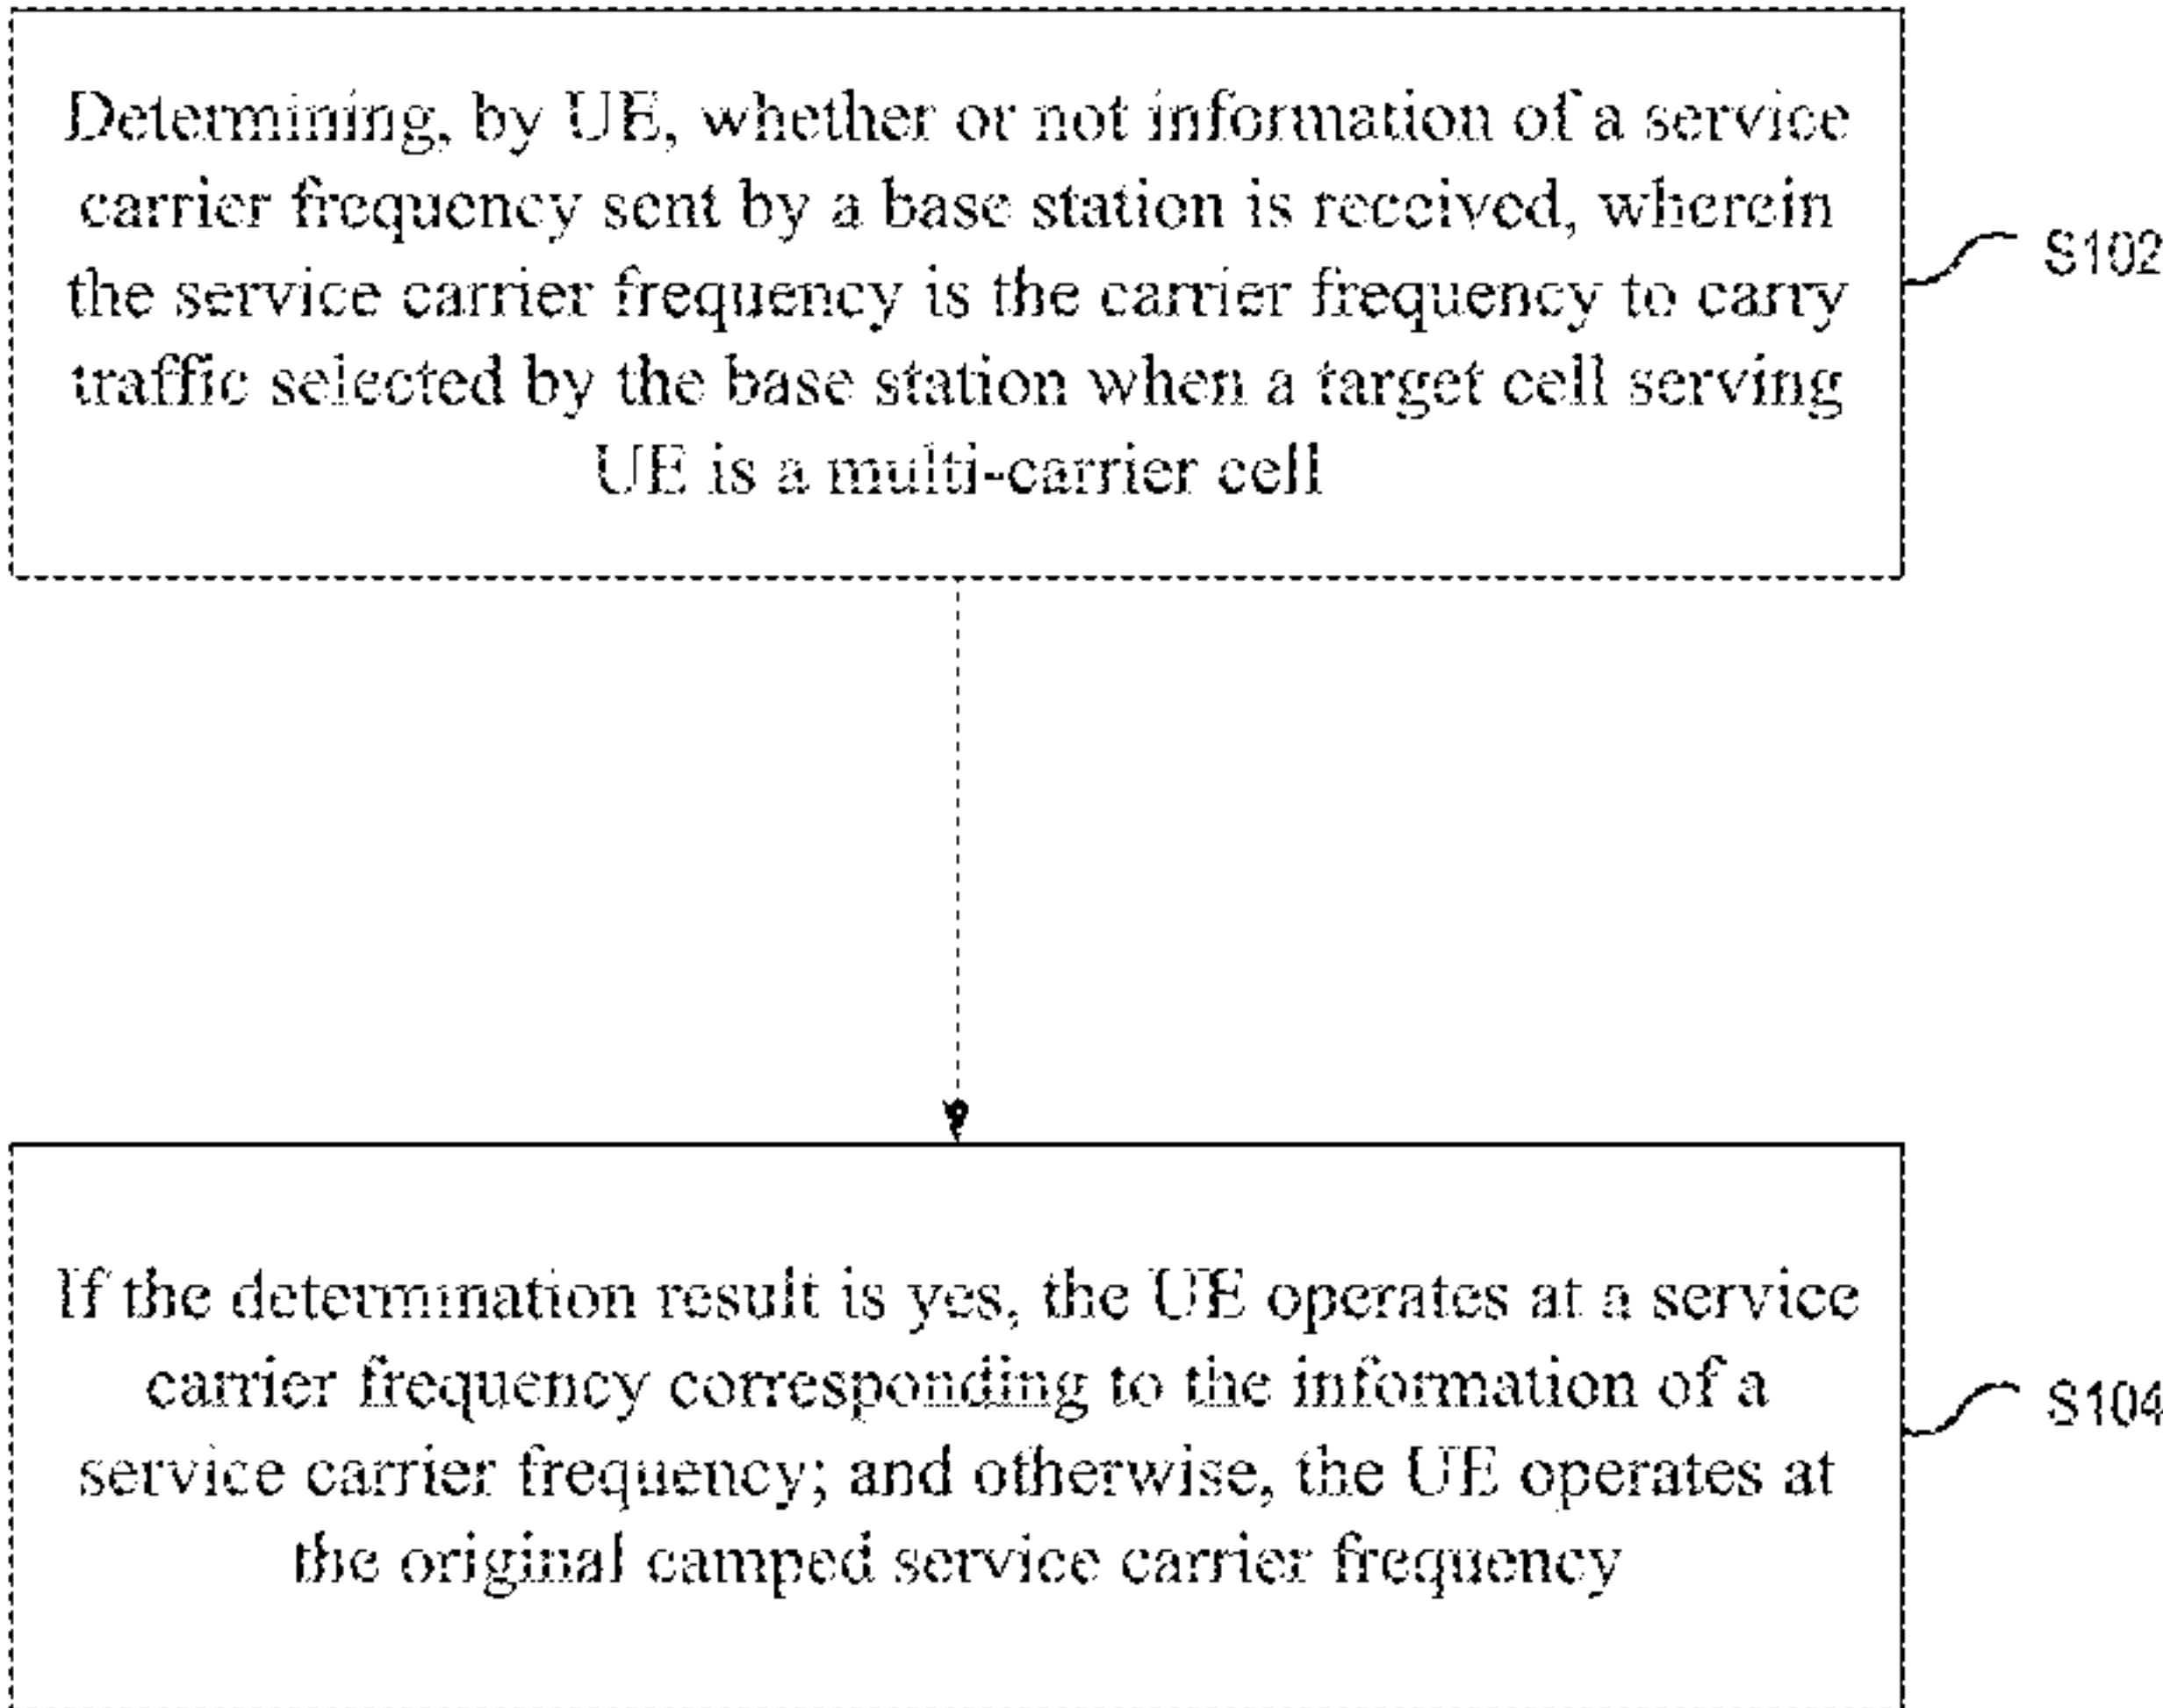 Determining, by UE, whether or not information of a service
carrier frequency sent by a base station is received, wherein
the service carrier frequency is the carrier frequency to carry
traffic selected by the base station when a target cell serving
UE is a multi-carrier cell
S102
If the determination result is yes, the UE operates at a service
carrier frequency corresponding to the information of a
service carrier frequency; and otherwise, the UE operates at
the original camped service carrier frequency
S104